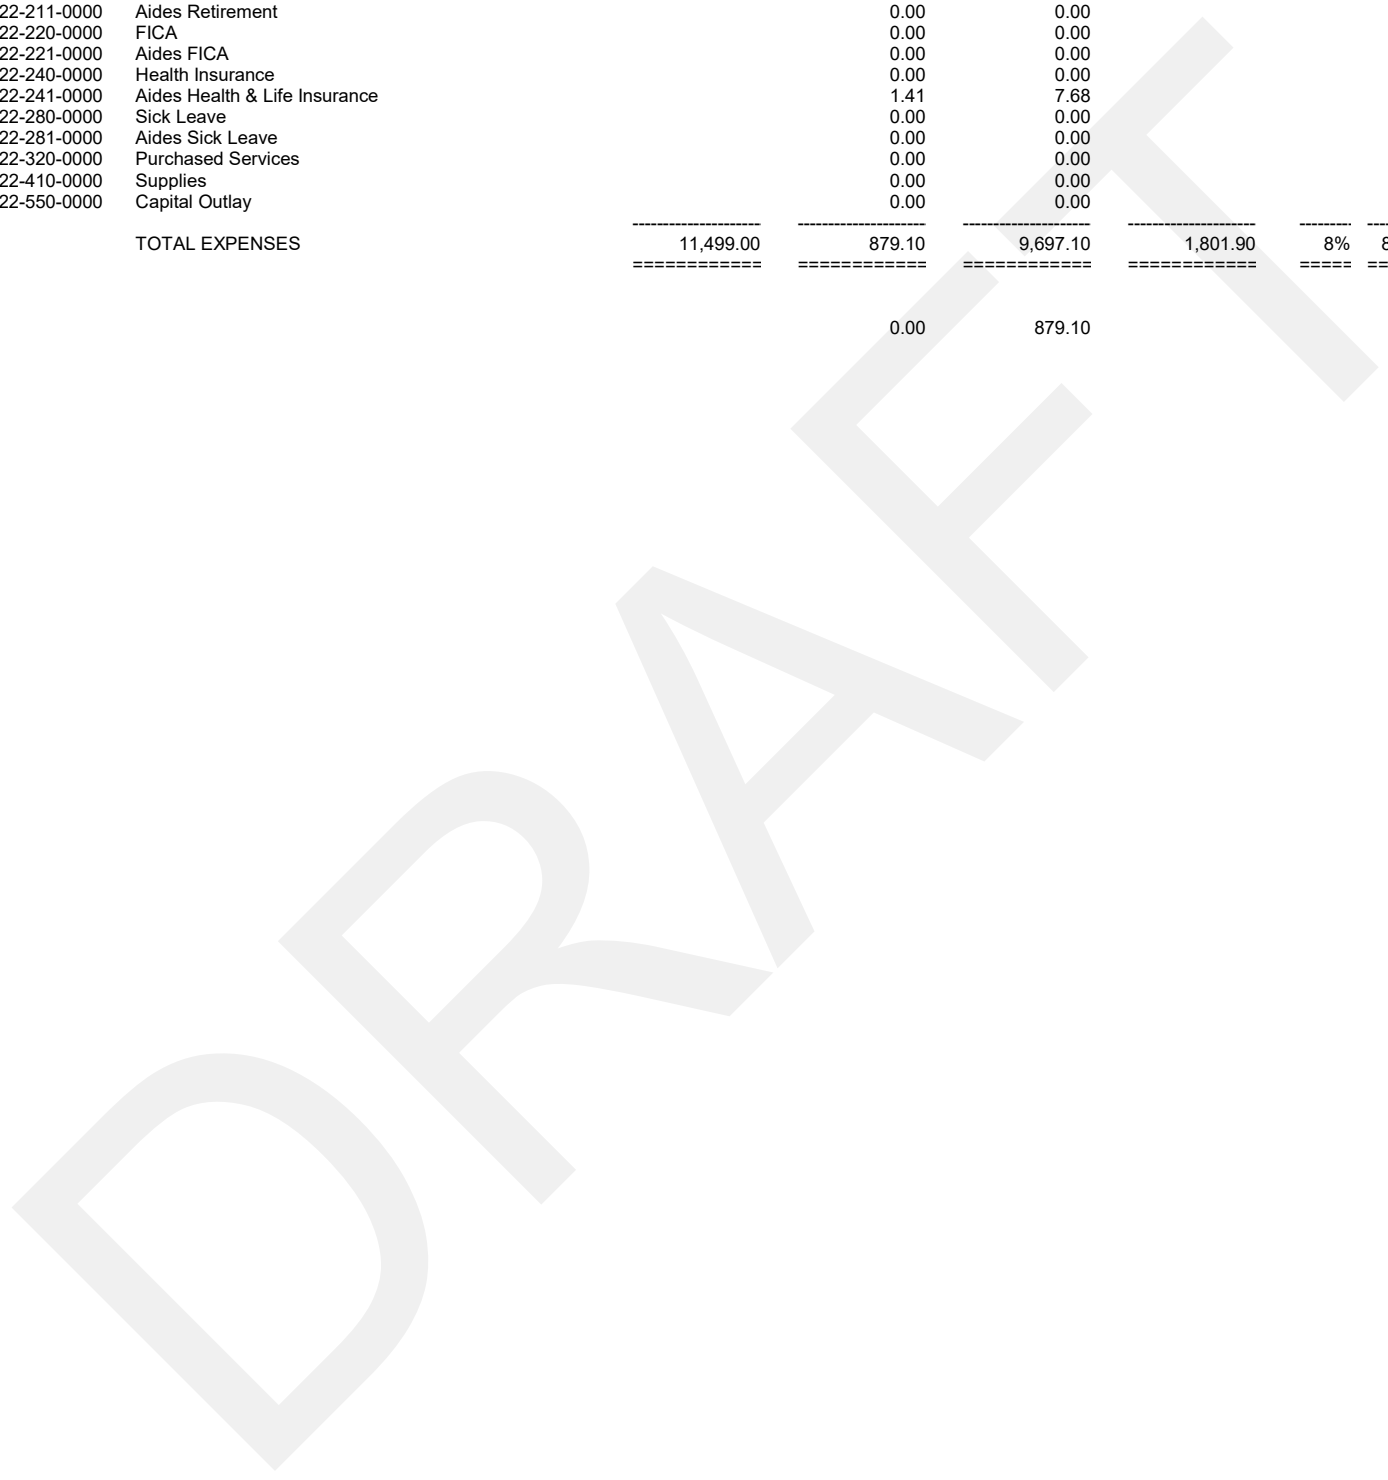 22-211-0000 Aides Retirement 0.00 0.00
22-220-0000 FICA 0.00 0.00
22-221-0000 Aides FICA 0.00 0.00
22-240-0000 Health Insurance 0.00 0.00
22-241-0000 Aides Health & Life Insurance 1.41 7.68
22-280-0000 Sick Leave 0.00 0.00
22-281-0000 Aides Sick Leave 0.00 0.00
22-320-0000 Purchased Services 0.00 0.00
22-410-0000 Supplies 0.00 0.00
22-550-0000 Capital Outlay 0.00 0.00
TOTAL EXPENSES 11,499.00 879.10 9,697.10 1,801.90 8% 8
============ ============ ============ ============ ===== ==
0.00 879.10
DRAFT